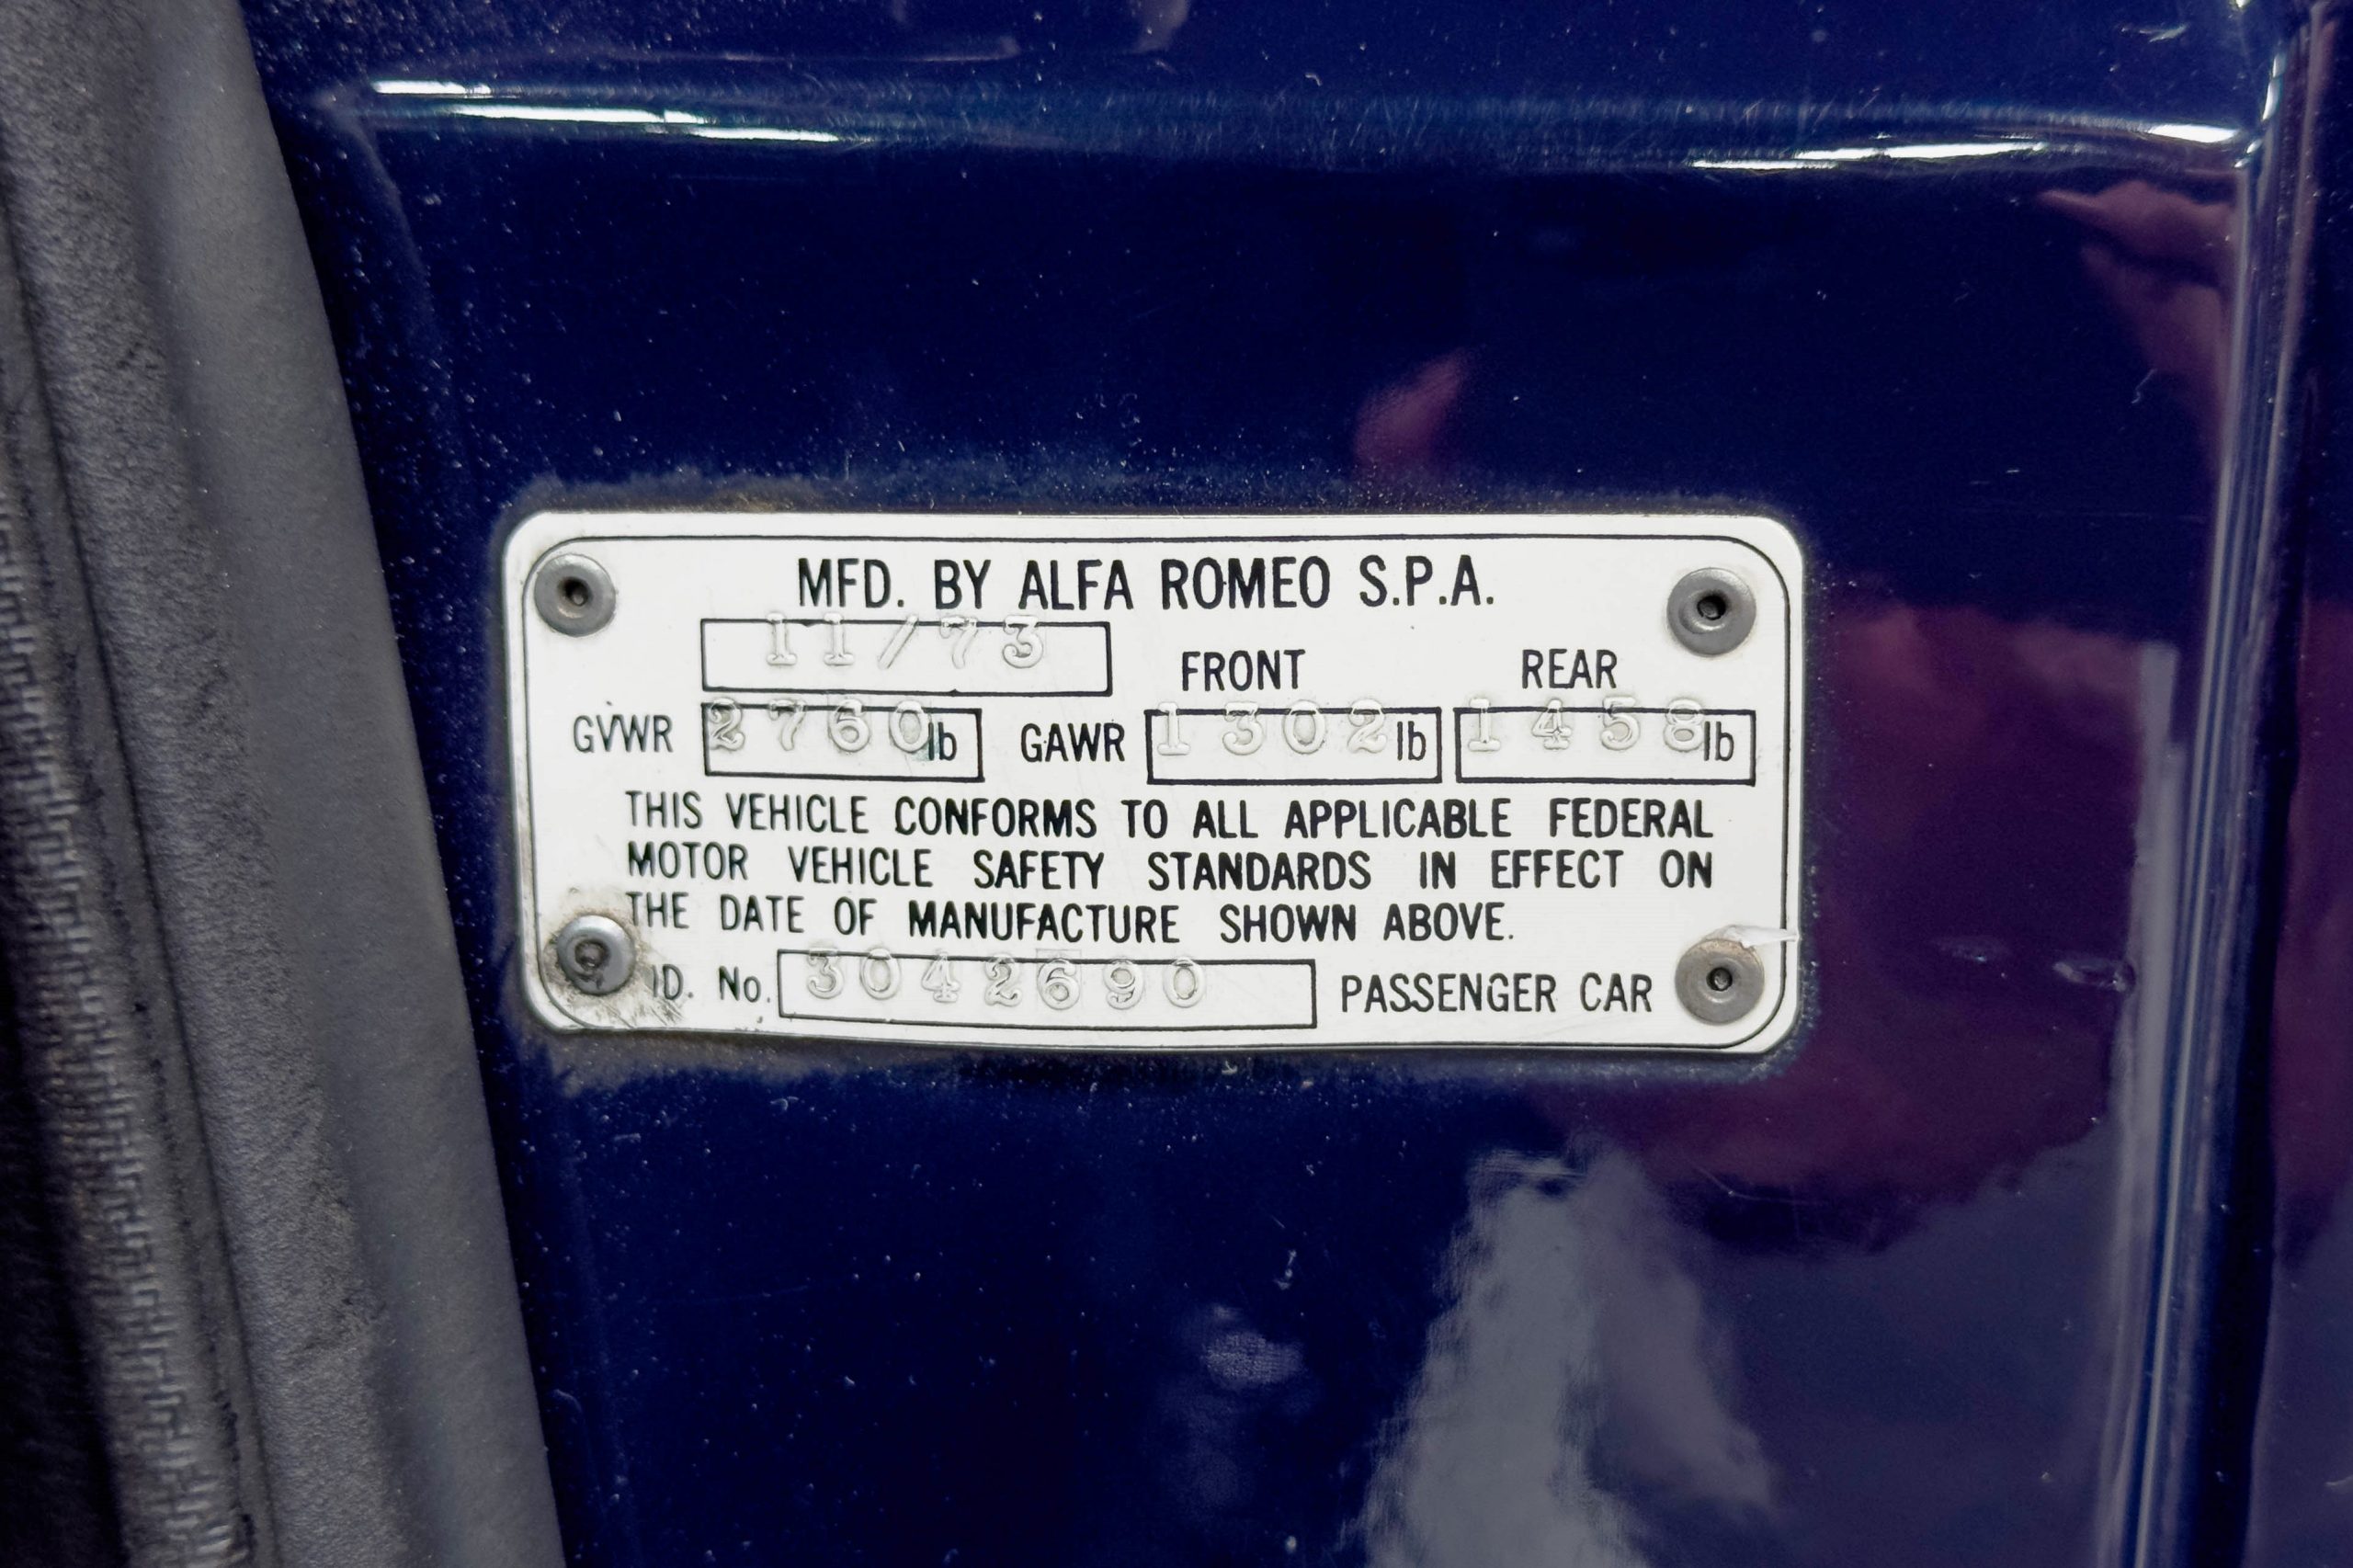 MFD. BY ALFA ROMEO S.P.A.
11/73
FRONT REAR
GVWR 2760 lb GAWR 1302 lb 1458 lb
THIS VEHICLE CONFORMS TO ALL APPLICABLE FEDERAL
MOTOR VEHICLE SAFETY STANDARDS IN EFFECT ON
THE DATE OF MANUFACTURE SHOWN ABOVE.
ID. No. 3042690 PASSENGER CAR